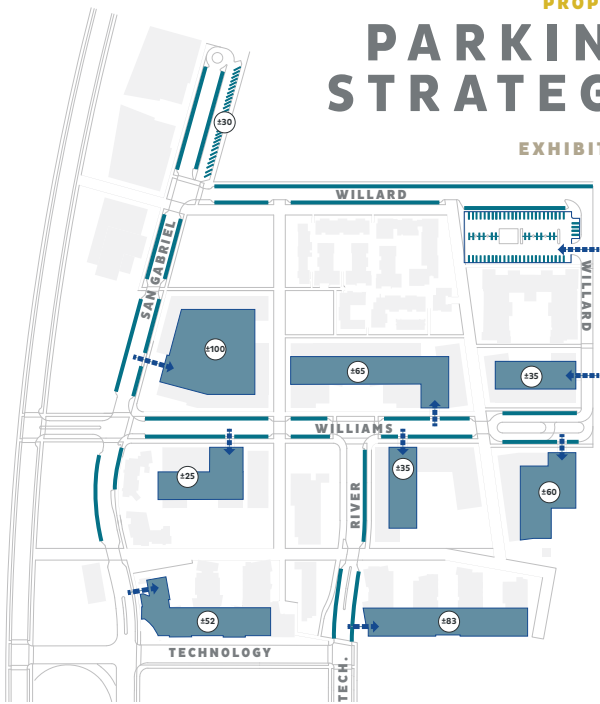 PROP
PARKIN
STRATEG
EXHIBIT
±30
WILLARD
SAN GABRIEL
WILLARD
±100
±65
±35
WILLIAMS
±25
±35
RIVER
±60
±52
±83
TECHNOLOGY
TECH.